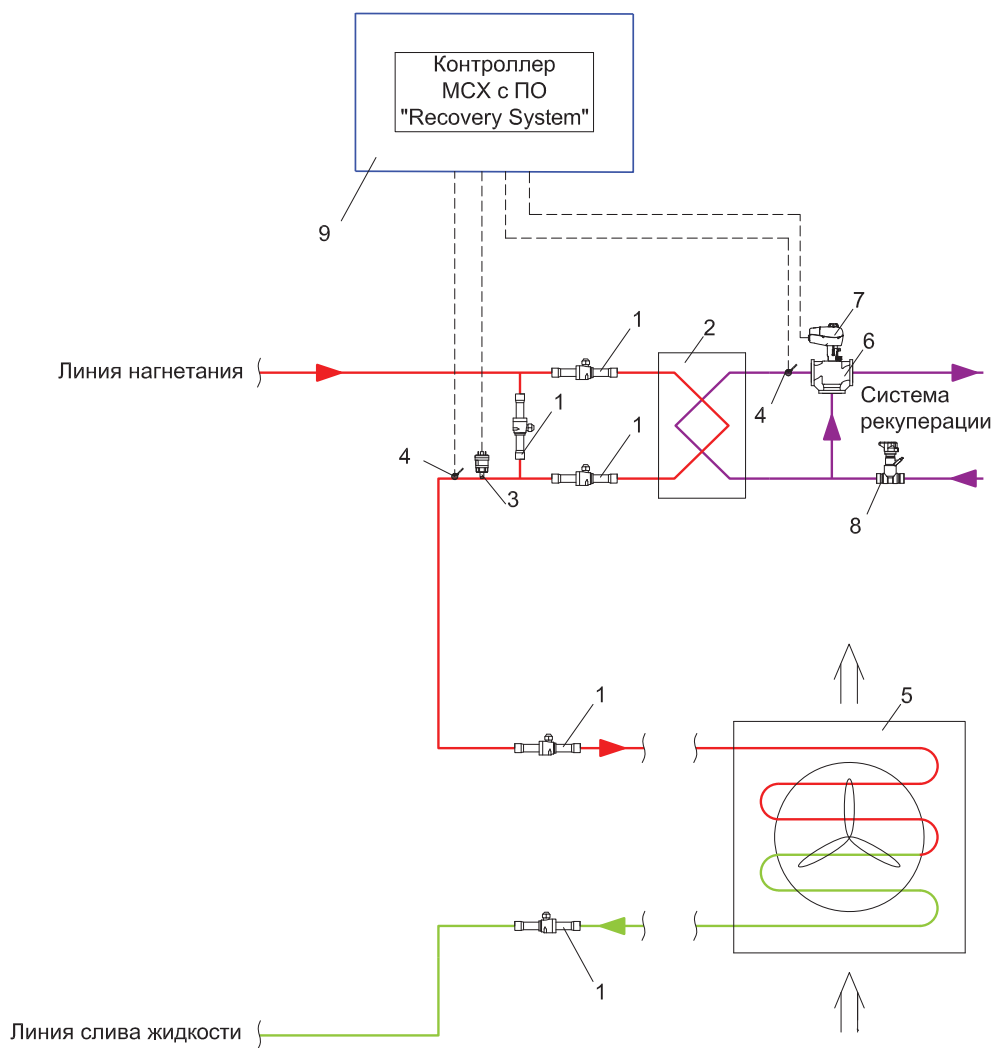 Контроллер
МСХ с ПО
"Recovery System"
9
7
1
2
6
Линия нагнетания
1
4
Система
рекуперации
1
4
3
8
1
5
1
Линия слива жидкости